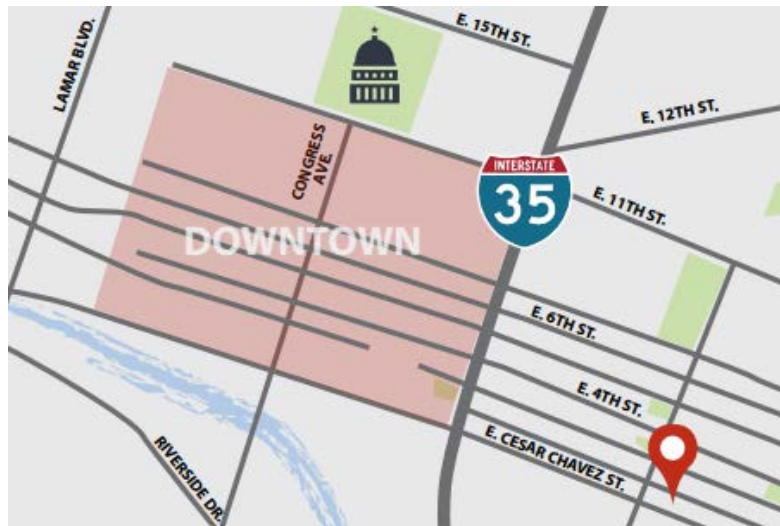 E. 15TH ST.
LAMAR BLVD.
E. 12TH ST.
CONGRESS
AVE.
INTERSTATE
35
E. 11TH ST.
DOWNTOWN
E. 6TH ST.
E. 4TH ST.
E. CESAR CHAVEZ ST.
RIVERSIDE DR.